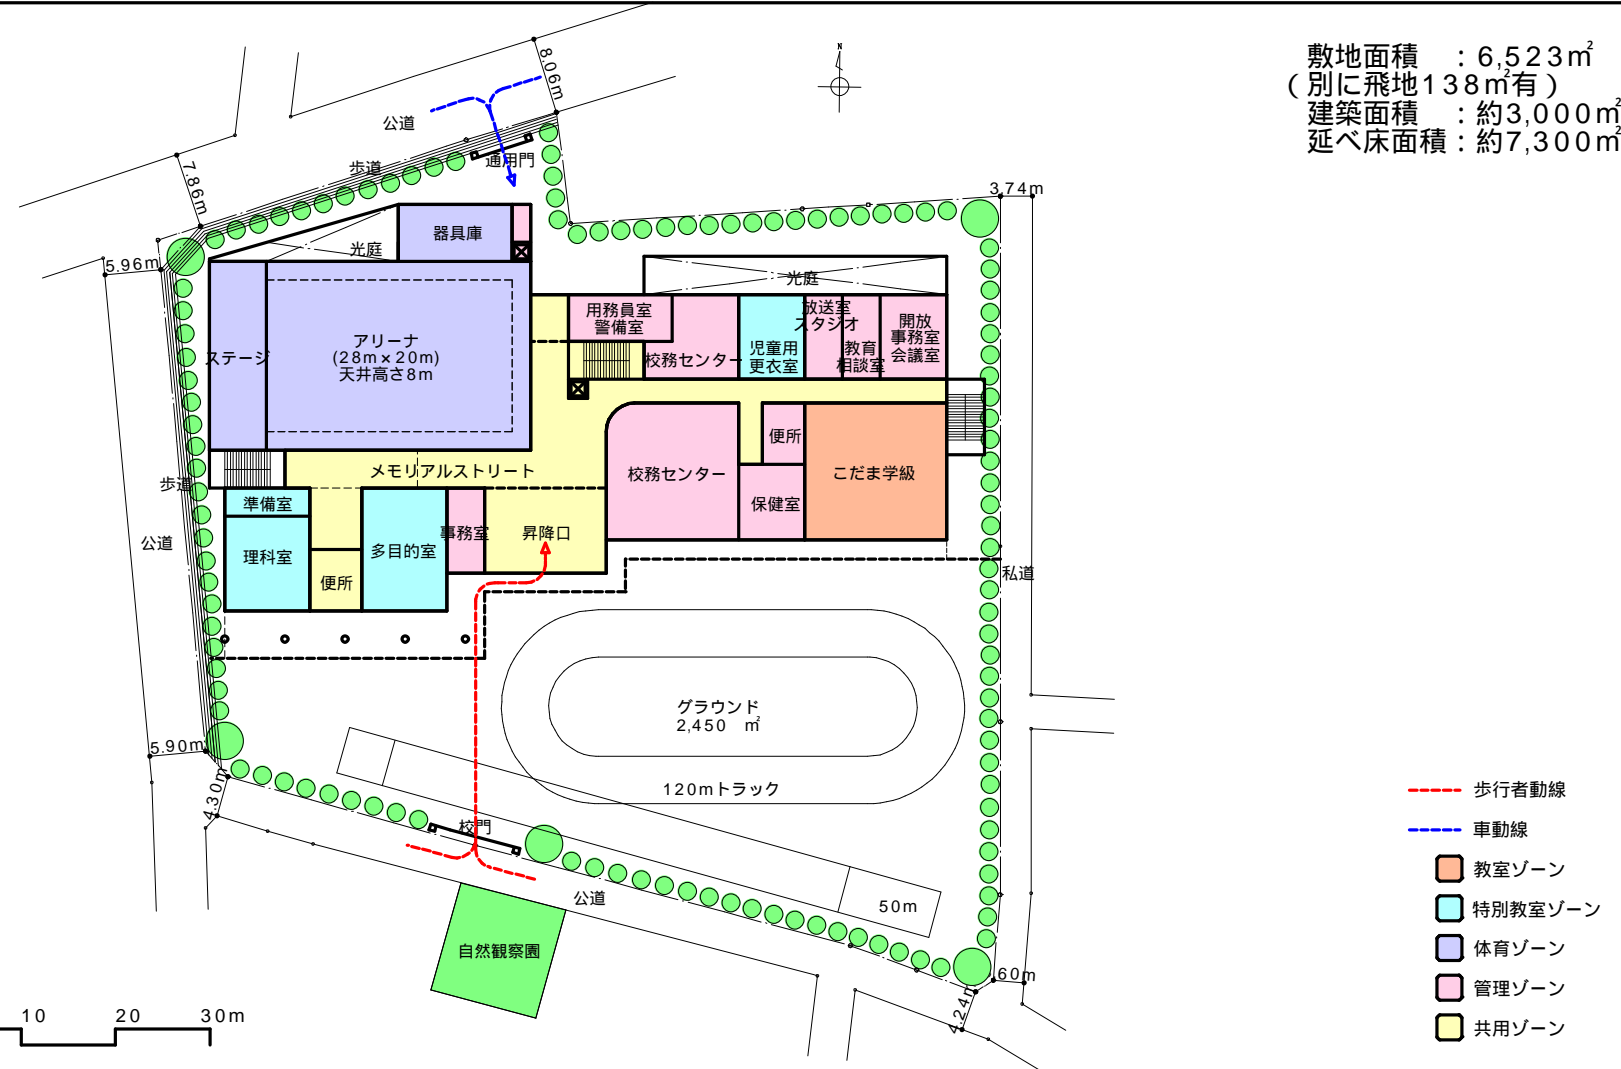 敷地面積　：6,523㎡
（別に飛地138㎡有）
建築面積　：約3,000㎡
延べ床面積：約7,300㎡
N
8.06m
公道
通用門
歩道
7.86m
3.74m
5.96m
器具庫
光庭
光庭
用務員室
警備室
放送室
スタジオ
開放
事務室
会議室
アリーナ
(28m×20m)
天井高さ8m
ステージ
校務センター
児童用
更衣室
教育
相談室
便所
メモリアルストリート
校務センター
こだま学級
歩道
準備室
保健室
事務室
昇降口
公道
理科室
多目的室
便所
私道
グラウンド
2,450　㎡
5.90m
4.30m
120mトラック
校門
公道
50m
自然観察園
.60m
4.24m
歩行者動線
車動線
教室ゾーン
特別教室ゾーン
体育ゾーン
管理ゾーン
共用ゾーン
10
20
30m